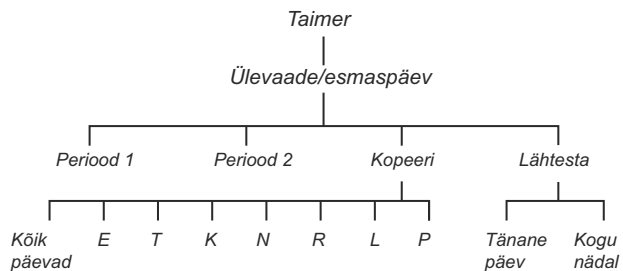 Taimer
Ülevaade/esmaspäev
Periood 1
Periood 2
Kopeeri
Lähtesta
Kõik
päevad
E
T
K
N
R
L
P
Tänane
päev
Kogu
nädal